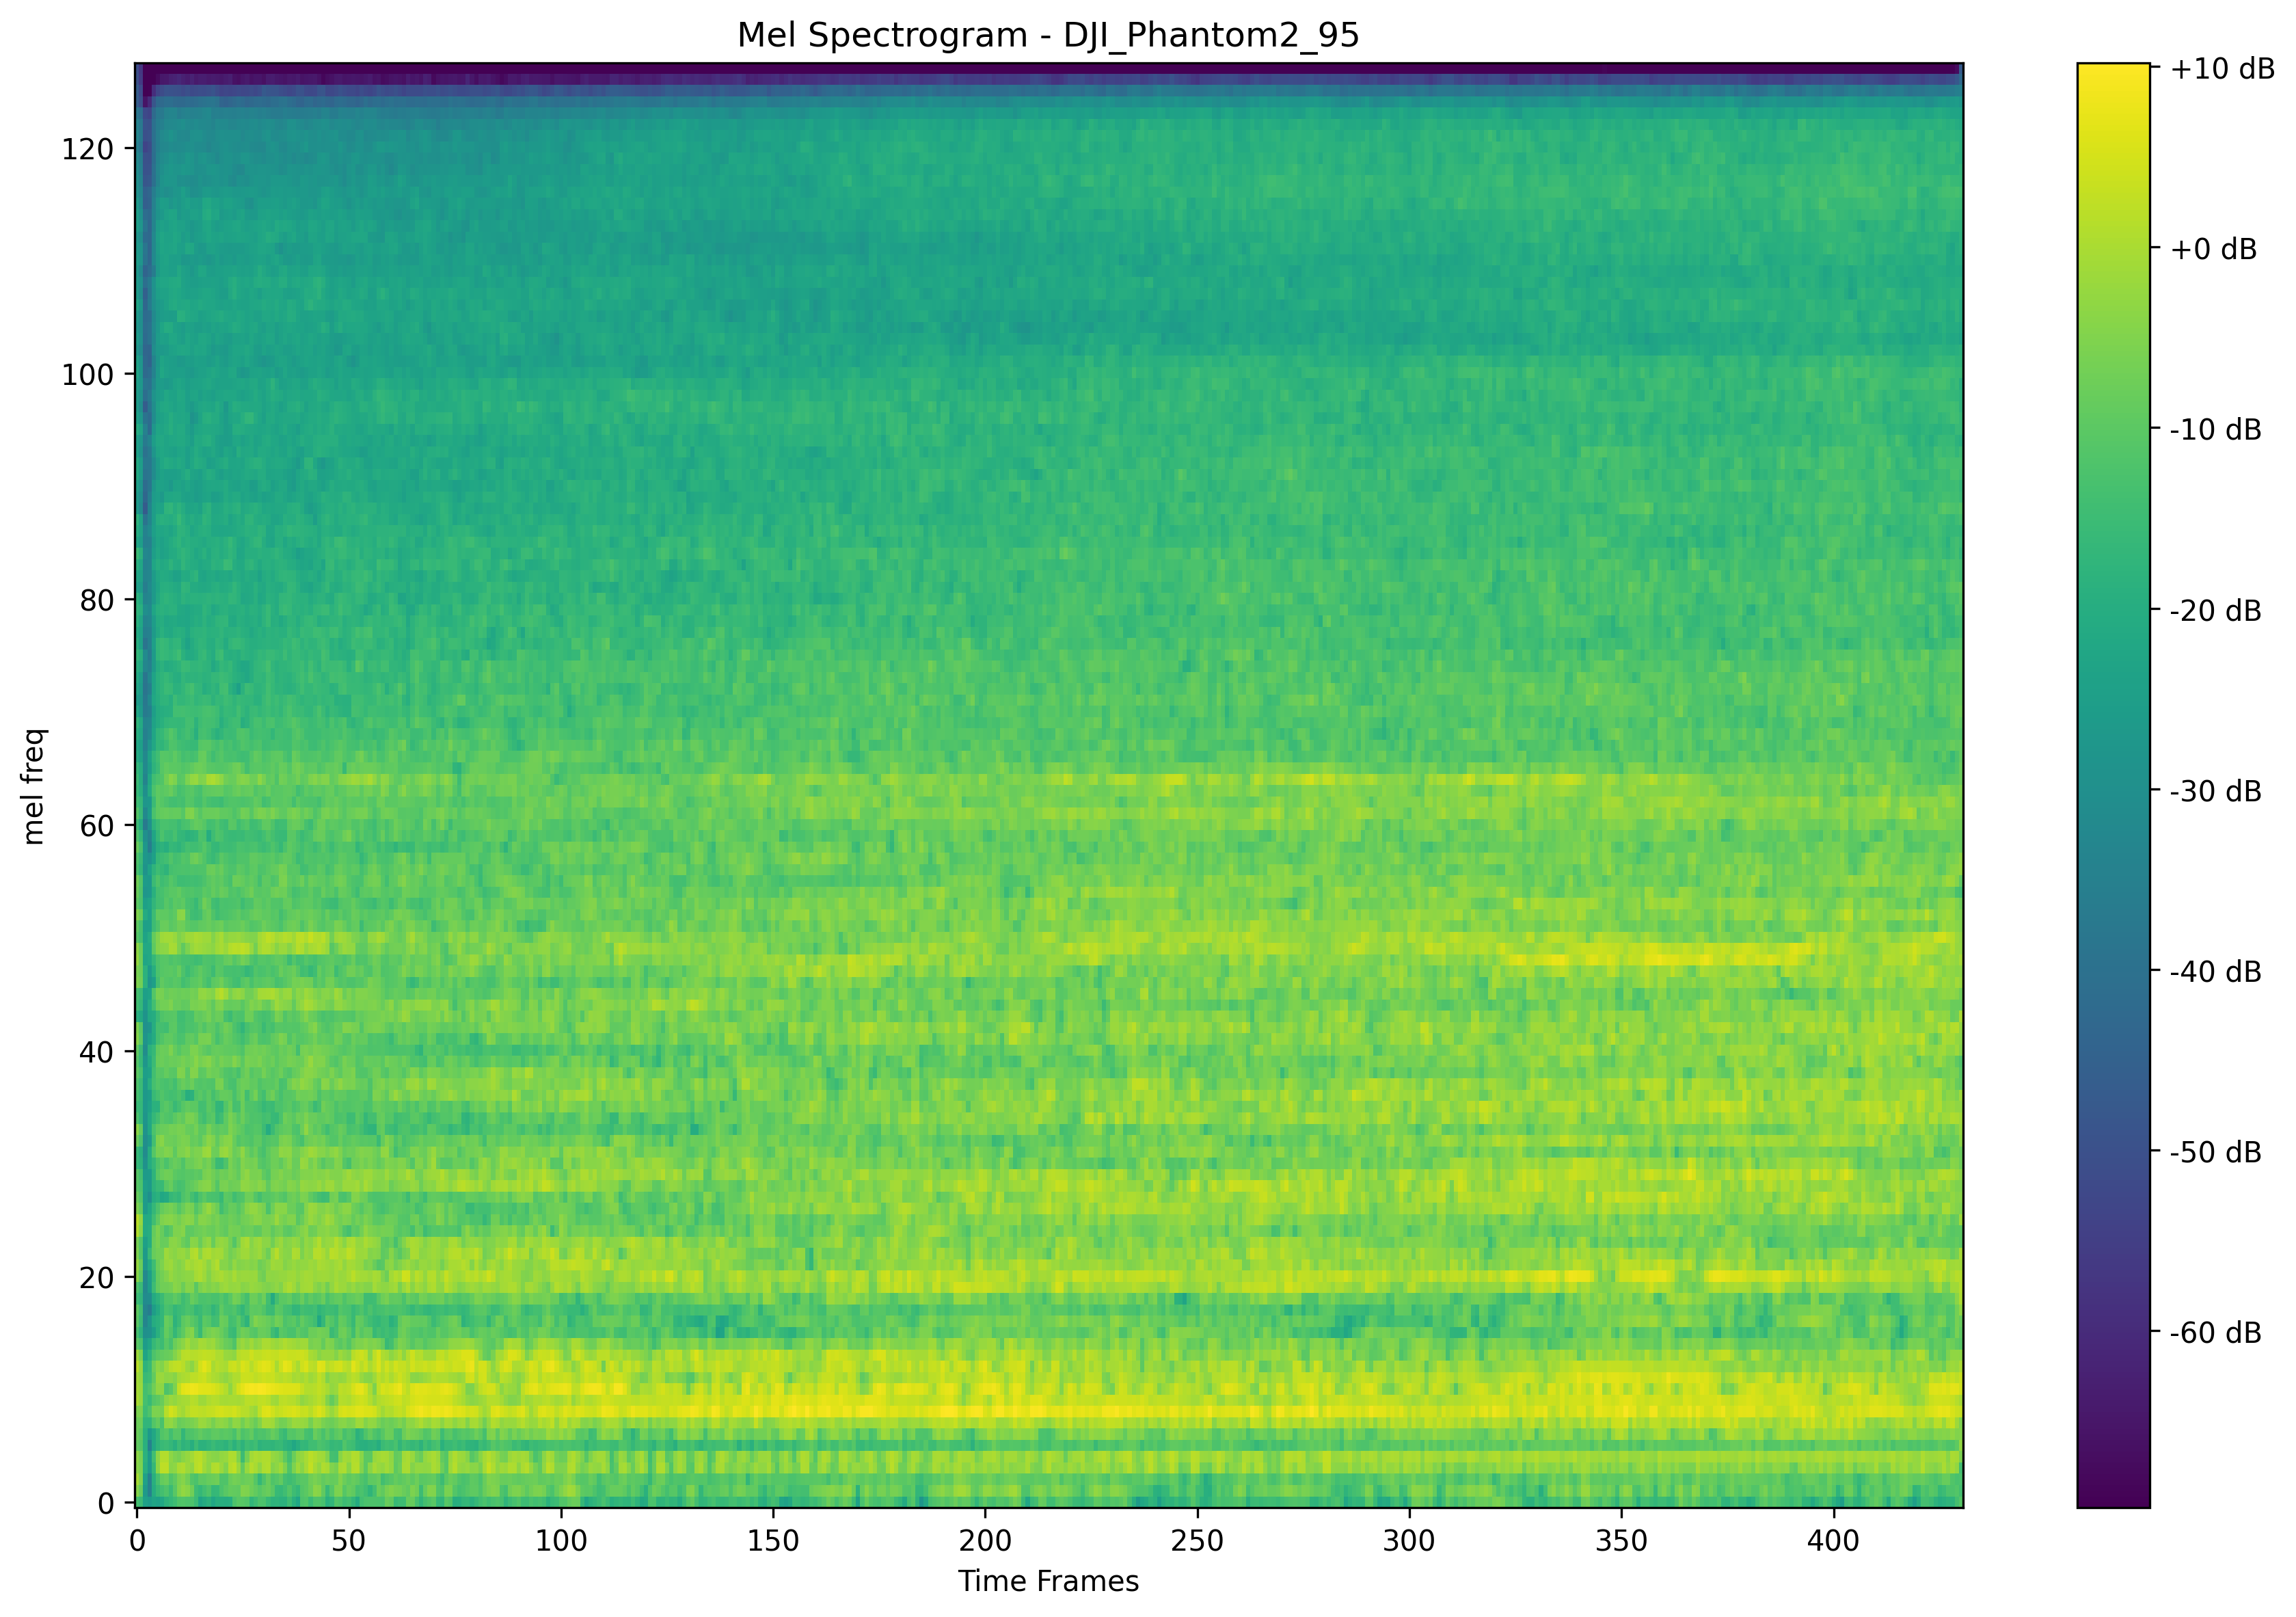 Mel Spectrogram - DJI_Phantom2_95
mel freq
120
100
80
60
40
20
0
0 50 100 150 200 250 300 350 400
Time Frames
+10 dB
+0 dB
-10 dB
-20 dB
-30 dB
-40 dB
-50 dB
-60 dB